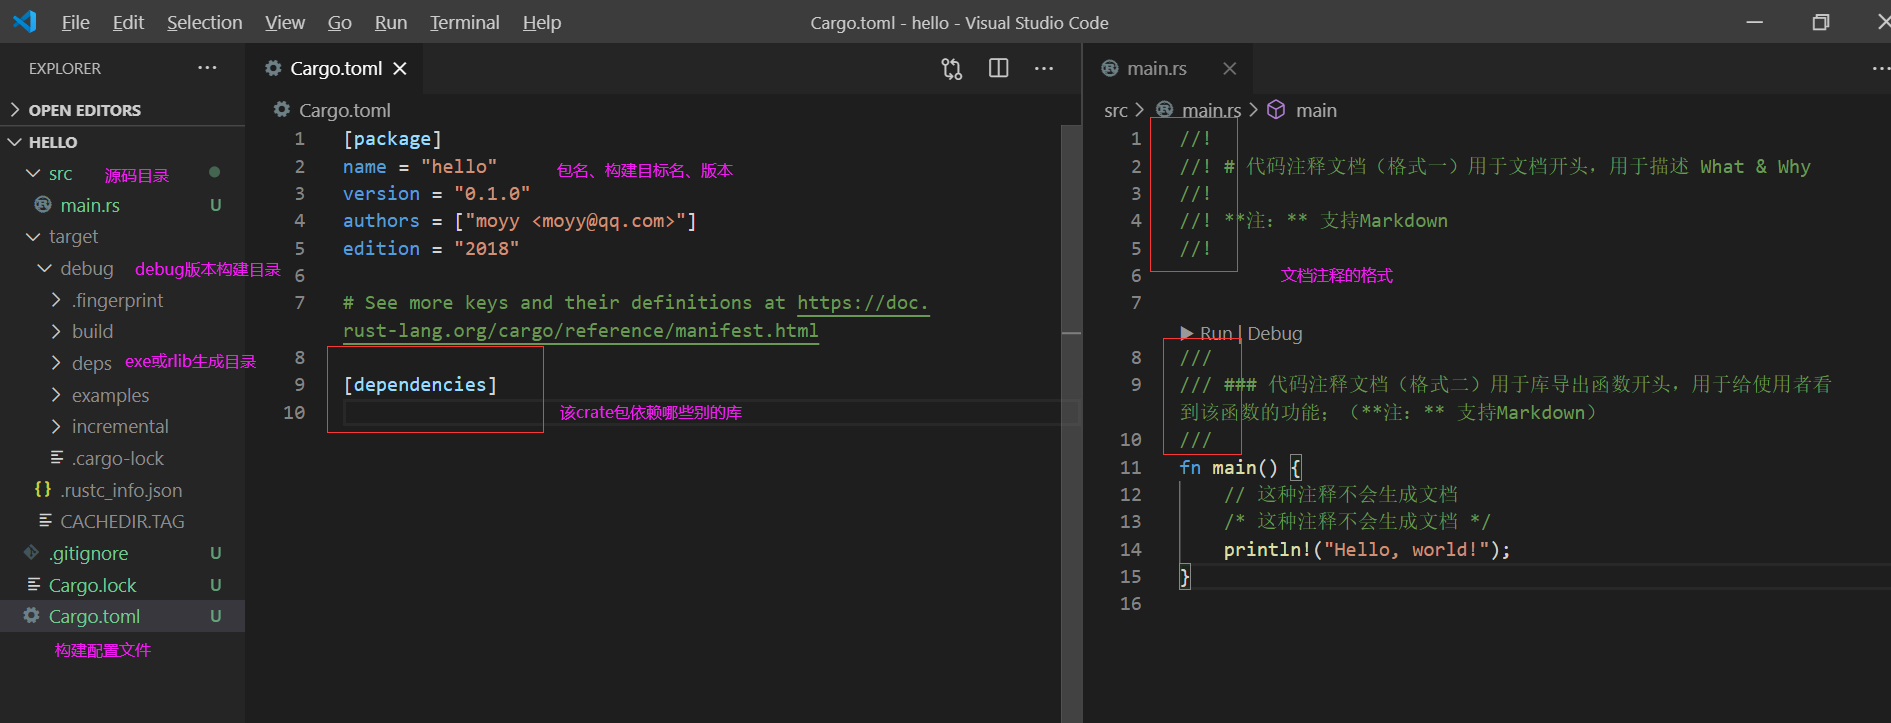 File Edit Selection View Go Run Terminal Help
Cargo.toml - hello - Visual Studio Code
EXPLORER
OPEN EDITORS
HELLO
src 源码目录
main.rs U
target
debug debug版本构建目录
.fingerprint
build
deps exe或rlib生成目录
examples
incremental
.cargo-lock
{} .rustc_info.json
CACHEDIR.TAG
.gitignore U
Cargo.lock U
Cargo.toml U
构建配置文件
Cargo.toml
Cargo.toml
1 [package]
2 name = "hello" 包名、构建目标名、版本
3 version = "0.1.0"
4 authors = ["moyy <moyy@qq.com>"]
5 edition = "2018"
6
7 # See more keys and their definitions at https://doc.
rust-lang.org/cargo/reference/manifest.html
8
9 [dependencies]
10 该crate包依赖哪些别的库
main.rs
src > main.rs > main
1 //!
2 //! # 代码注释文档（格式一）用于文档开头，用于描述 What & Why
3 //!
4 //! **注：** 支持Markdown
5 //!
6 文档注释的格式
7
Run | Debug
8 ///
9 /// ### 代码注释文档（格式二）用于库导出函数开头，用于给使用者看
到该函数的功能；（**注：** 支持Markdown）
10 ///
11 fn main() {
12 // 这种注释不会生成文档
13 /* 这种注释不会生成文档 */
14 println!("Hello, world!");
15 }
16